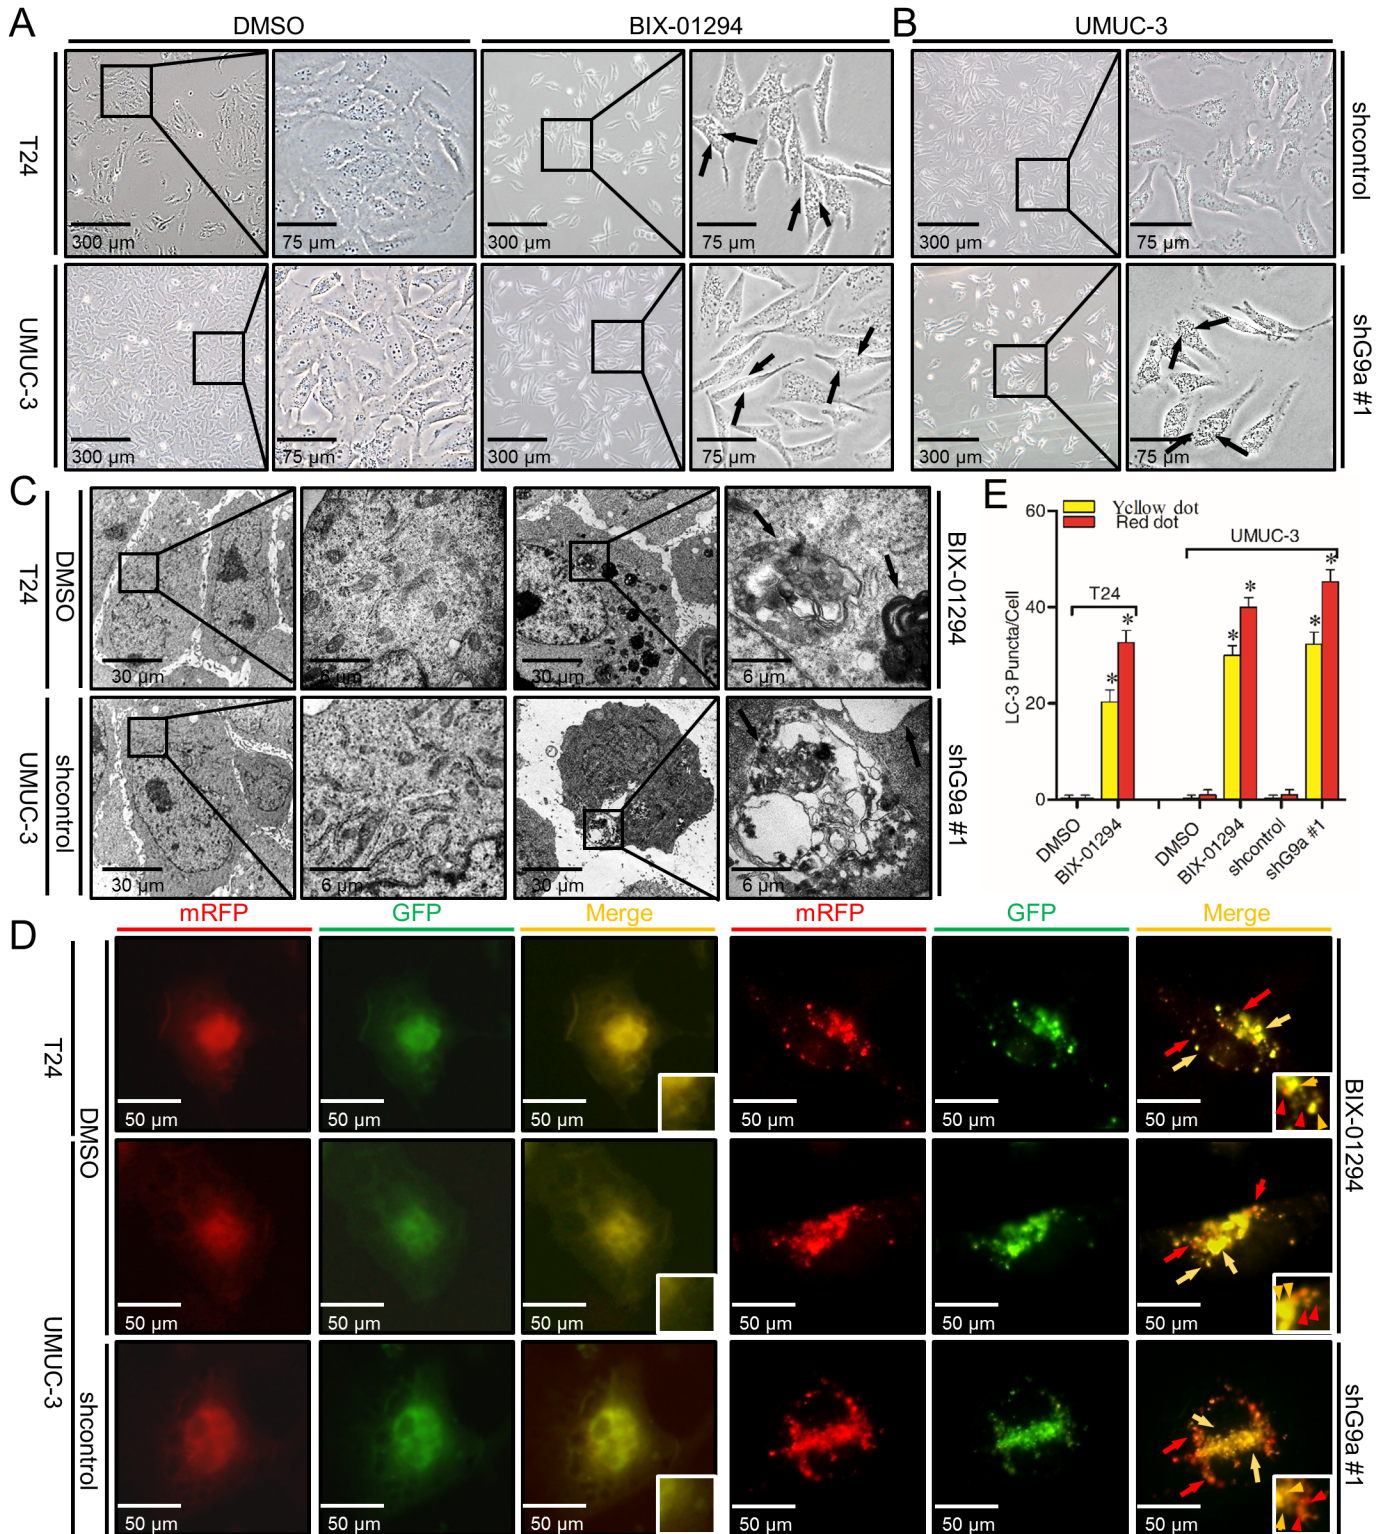 A
DMSO
BIX-01294
B
UMUC-3
T24
300 µm
75 µm
300 µm
75 µm
300 µm
75 µm
shcontrol
UMUC-3
300 µm
75 µm
300 µm
75 µm
300 µm
75 µm
shG9a #1
C
T24
DMSO
30 µm
6 µm
30 µm
6 µm
BIX-01294
UMUC-3
shcontrol
30 µm
6 µm
30 µm
6 µm
shG9a #1
E
Yellow dot
Red dot
LC-3 Puncta/Cell
60
40
20
0
T24
UMUC-3
*
*
*
*
*
*
DMSO
BIX-01294
DMSO
BIX-01294
shcontrol
shG9a #1
D
mRFP
GFP
Merge
mRFP
GFP
Merge
T24
DMSO
50 µm
50 µm
50 µm
50 µm
50 µm
50 µm
BIX-01294
UMUC-3
50 µm
50 µm
50 µm
50 µm
50 µm
50 µm
shcontrol
50 µm
50 µm
50 µm
50 µm
50 µm
50 µm
shG9a #1